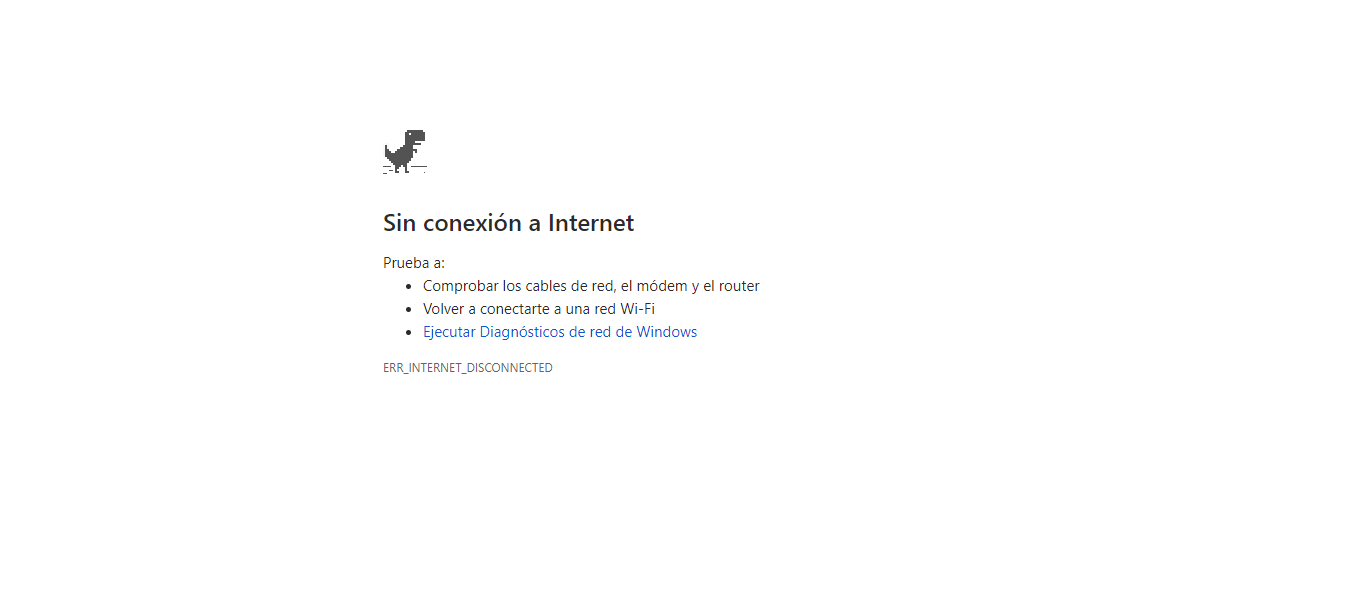 Sin conexión a Internet
Prueba a:
Comprobar los cables de red, el módem y el router
Volver a conectarte a una red Wi-Fi
Ejecutar Diagnósticos de red de Windows
ERR_INTERNET_DISCONNECTED